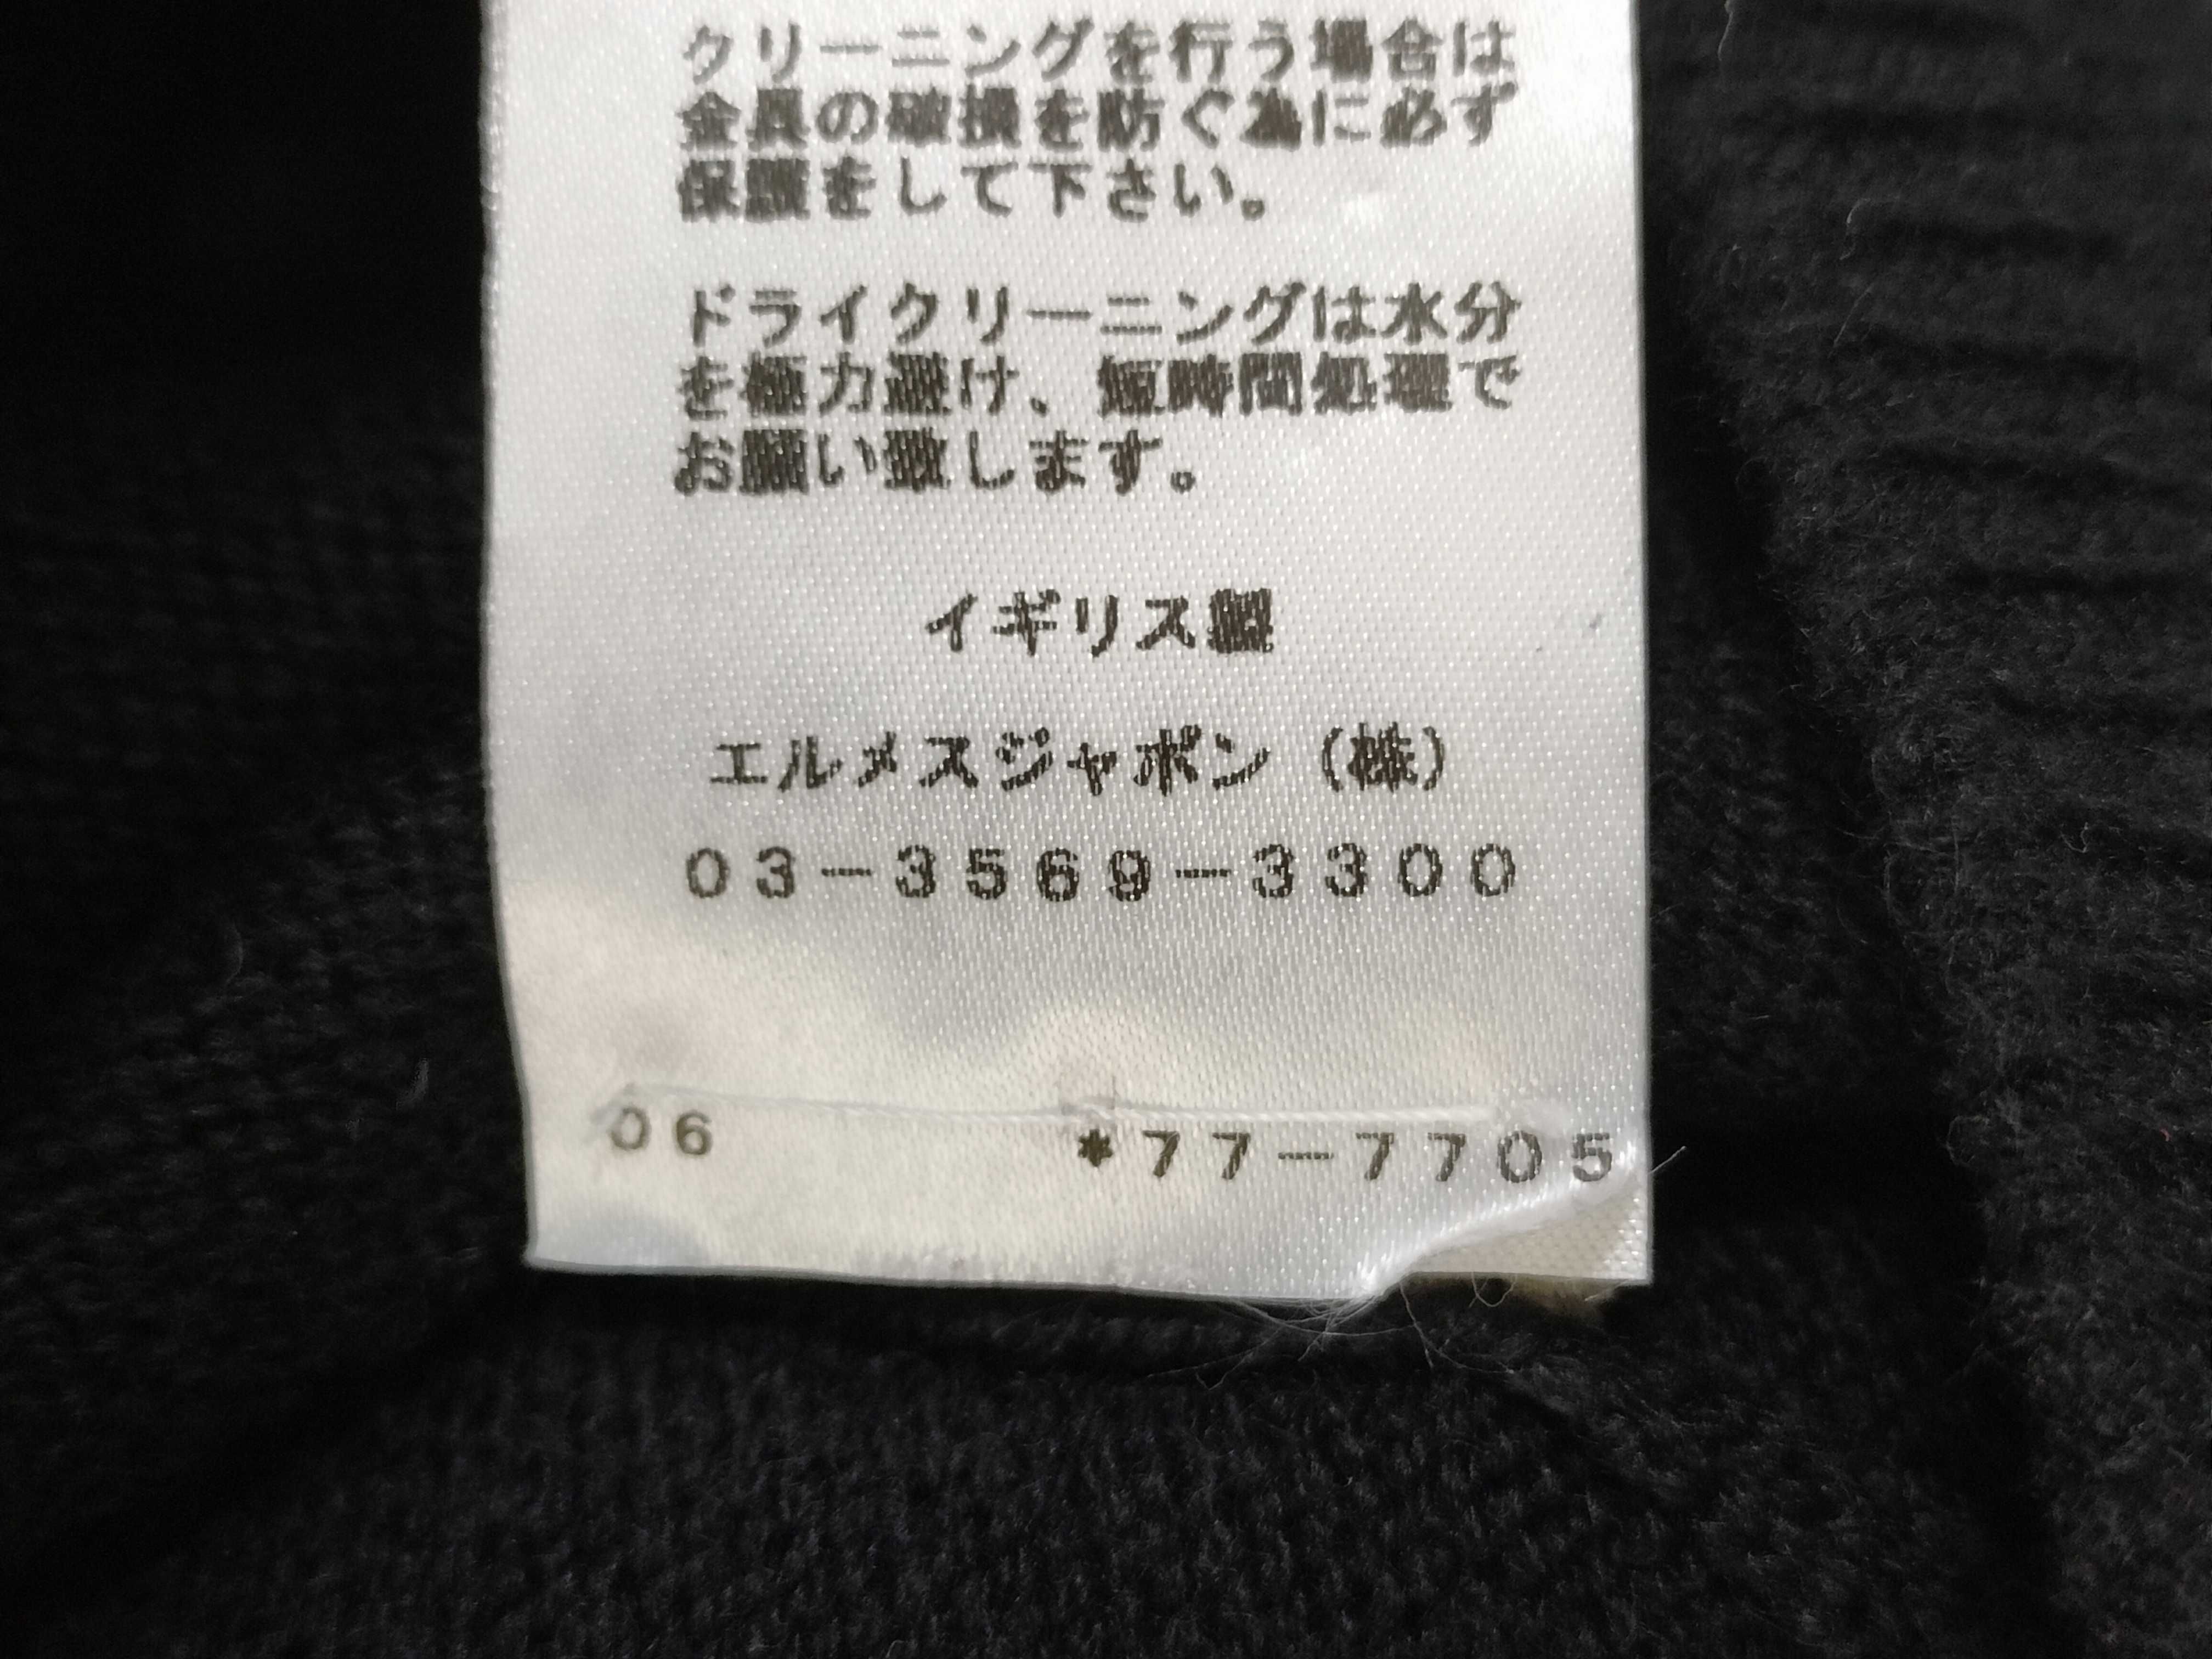 クリーニングを行う場合は
金具の破損を防ぐ為に必ず
保護をして下さい。
ドライクリーニングは水分
を極力避け、短時間処理で
お願い致します。
イギリス製
エルメスジャポン（株）
03-3569-3300
06 *77-7705